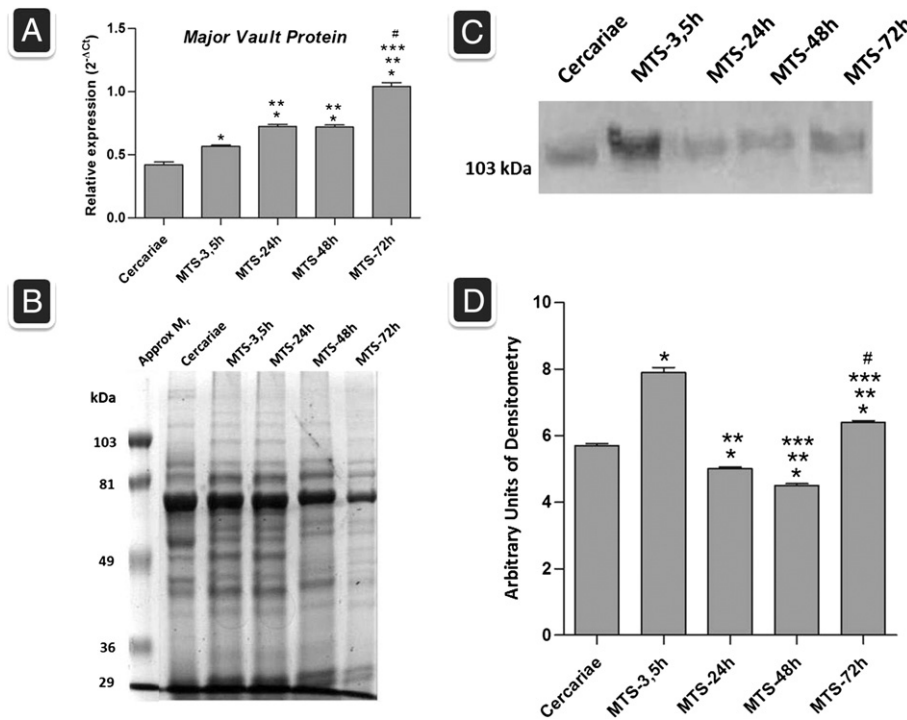 A
Major Vault Protein
Relative expression (2-ΔCt)
1.5
1.0
0.5
0.0
*
**
*
**
*
#
***
**
*
Cercariae
MTS-3,5h
MTS-24h
MTS-48h
MTS-72h
B
Approx Mr
Cercariae
MTS-3,5h
MTS-24h
MTS-48h
MTS-72h
kDa
103
81
49
36
29
C
Cercariae
MTS-3,5h
MTS-24h
MTS-48h
MTS-72h
103 kDa
D
Arbitrary Units of Densitometry
10
8
6
4
2
0
*
**
*
***
**
*
#
***
**
*
Cercariae
MTS-3,5h
MTS-24h
MTS-48h
MTS-72h